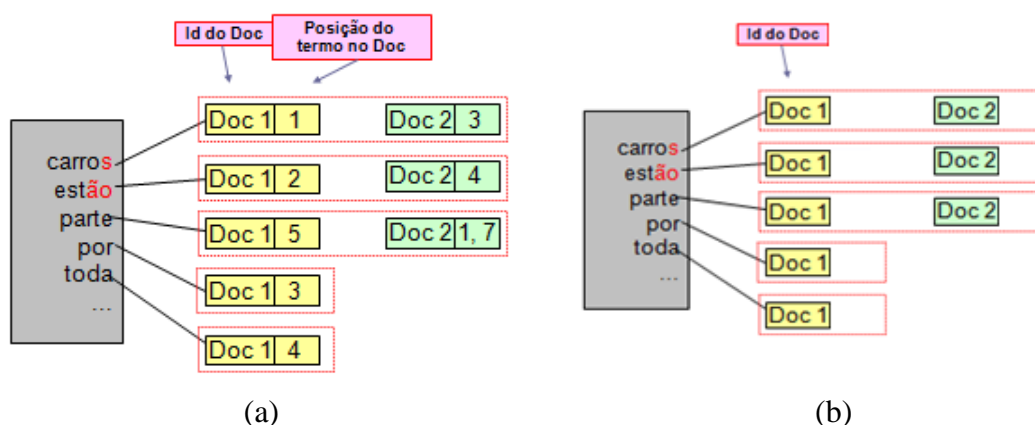 Id do Doc
Posição do
termo no Doc
Doc 1 1 Doc 2 3
carros
Doc 1 2 Doc 2 4
estão
parte
Doc 1 5 Doc 2 1, 7
por
toda
Doc 1 3
...
Doc 1 4
(a)
Id do Doc
Doc 1 Doc 2
carros
Doc 1 Doc 2
estão
parte
Doc 1 Doc 2
por
toda
Doc 1
...
Doc 1
(b)